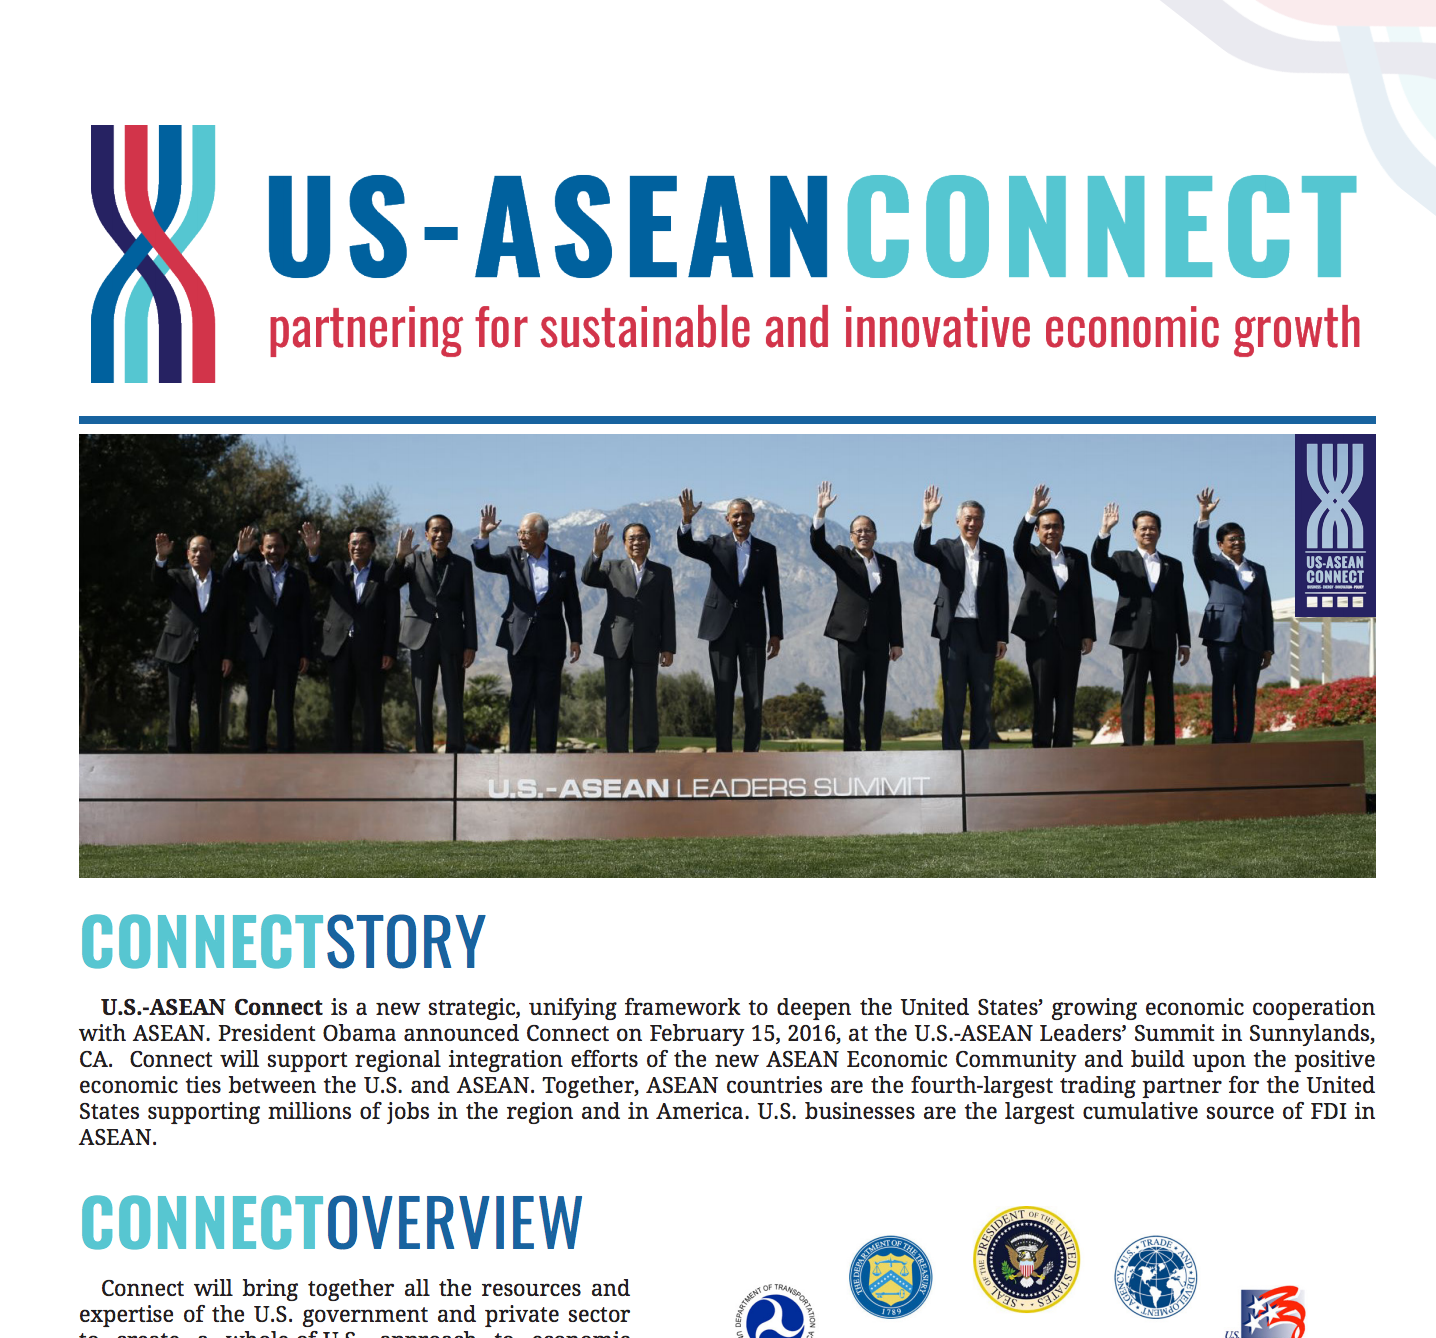 US-ASEANCONNECT
partnering for sustainable and innovative economic growth
US-ASEAN
CONNECT
U.S.-ASEAN LEADERS SUMMIT
CONNECTSTORY
U.S.-ASEAN Connect is a new strategic, unifying framework to deepen the United States’ growing economic cooperation
with ASEAN. President Obama announced Connect on February 15, 2016, at the U.S.-ASEAN Leaders’ Summit in Sunnylands,
CA. Connect will support regional integration efforts of the new ASEAN Economic Community and build upon the positive
economic ties between the U.S. and ASEAN. Together, ASEAN countries are the fourth-largest trading partner for the United
States supporting millions of jobs in the region and in America. U.S. businesses are the largest cumulative source of FDI in
ASEAN.
CONNECTOVERVIEW
Connect will bring together all the resources and
expertise of the U.S. government and private sector
to create a whole-of-U.S. approach to economic
DEPARTMENT OF TRANSPORTATION
THE DEPARTMENT OF THE TREASURY
1789
SEAL OF THE PRESIDENT OF THE UNITED STATES
U.S. TRADE AND DEVELOPMENT AGENCY
U.S.